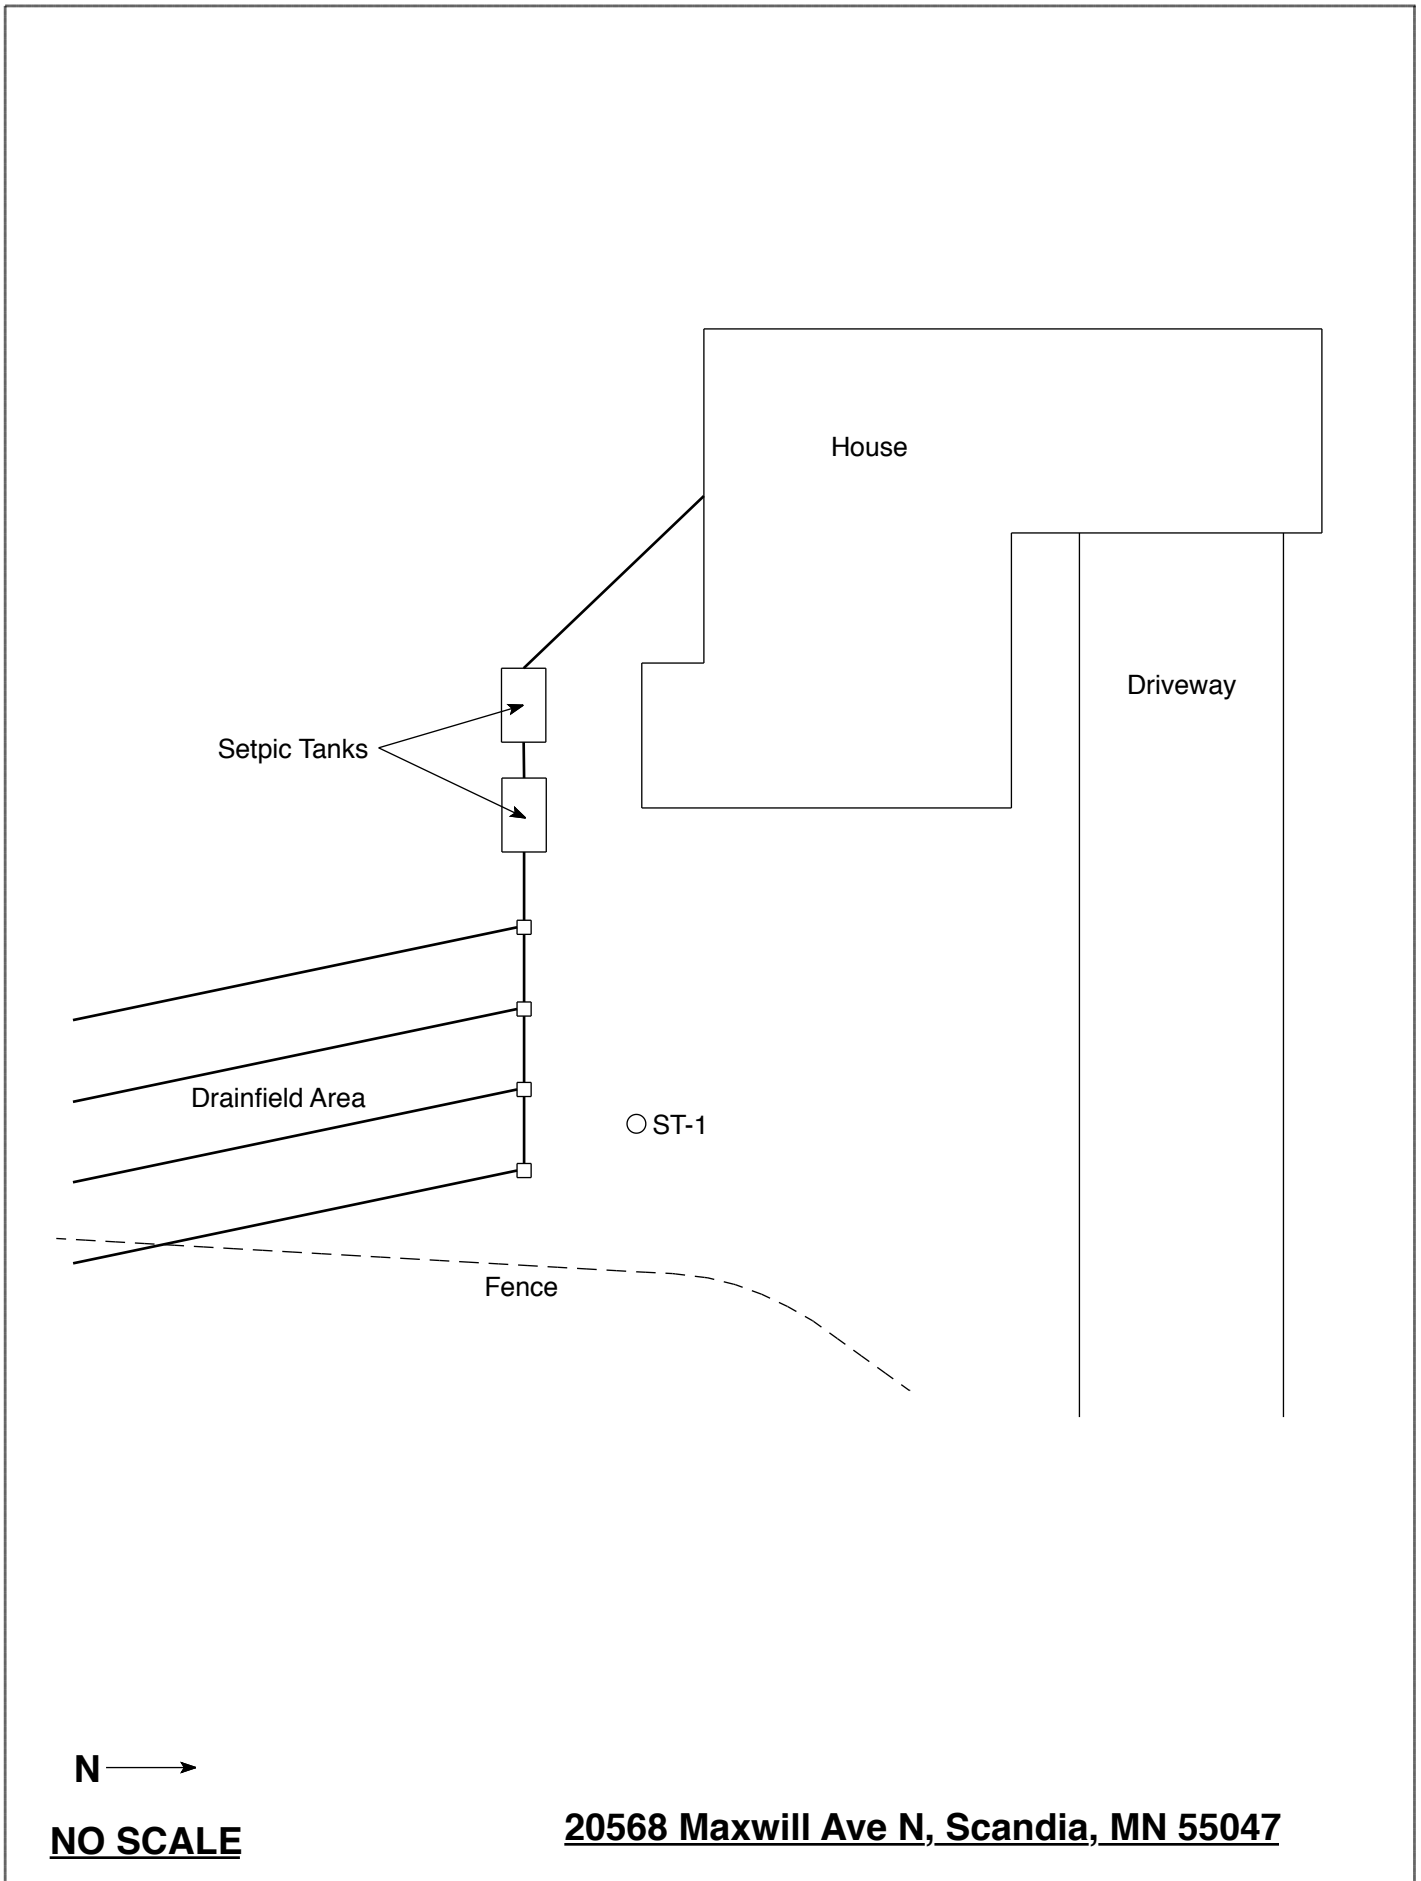 House
Driveway
Setpic Tanks
Drainfield Area
ST-1
Fence
N
NO SCALE
20568 Maxwill Ave N, Scandia, MN 55047